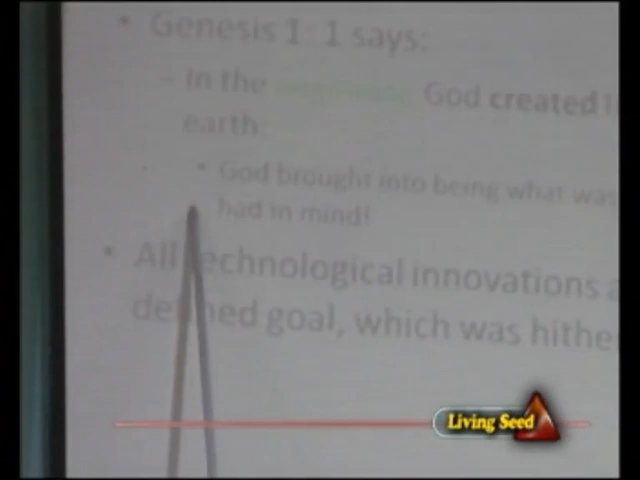 • Genesis 1: 1 says:
– In the beginning God created
earth:
• God brought into being what was
had in mind!
• All technological innovations
defined goal, which was hithe
Living Seed